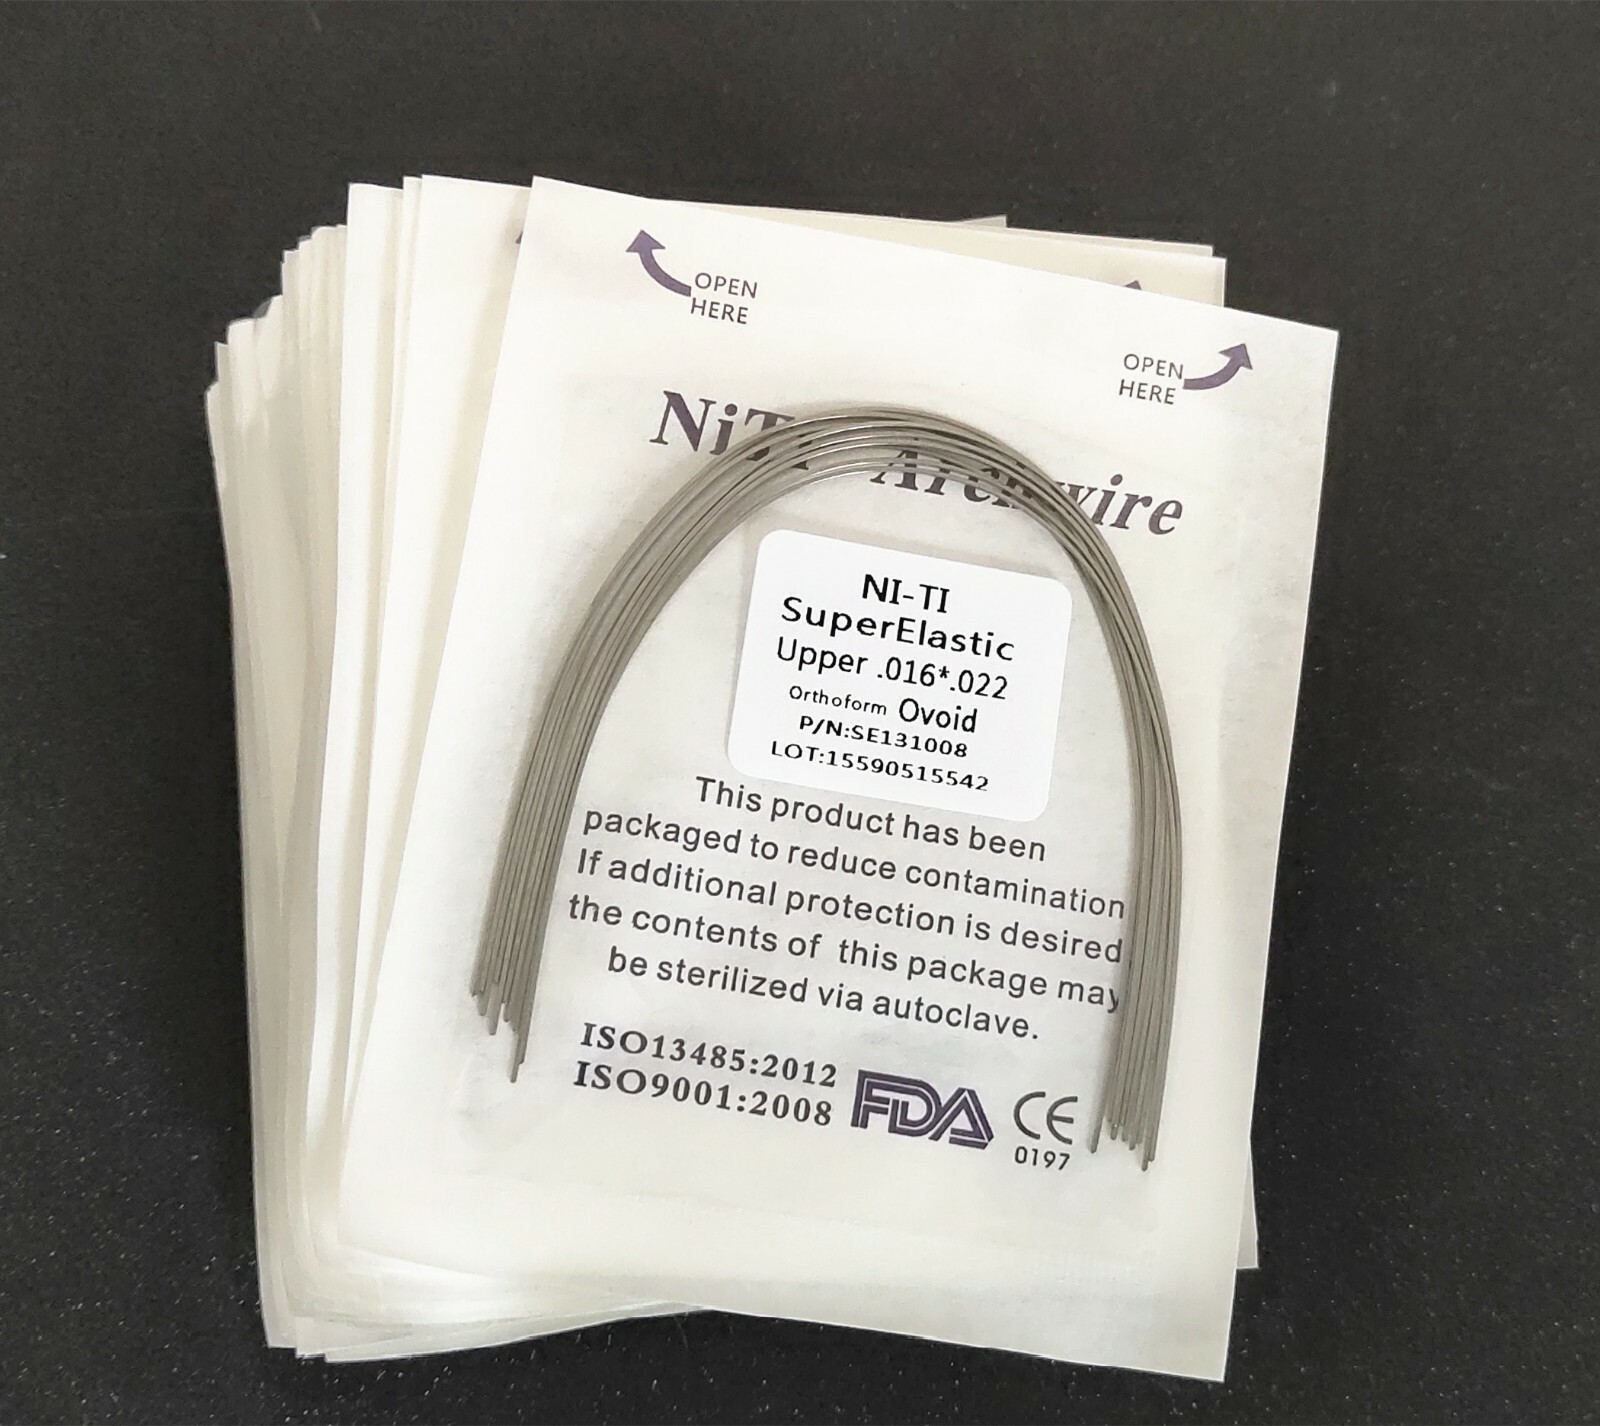 OPEN
HERE
OPEN
HERE
NiTi Archwire
NI-TI
SuperElastic
Upper .016*.022
Orthoform Ovoid
P/N:SE131008
LOT:15590515542
This product has been
packaged to reduce contamination
If additional protection is desired
the contents of this package may
be sterilized via autoclave.
ISO13485:2012
ISO9001:2008
FDA
CE
0197